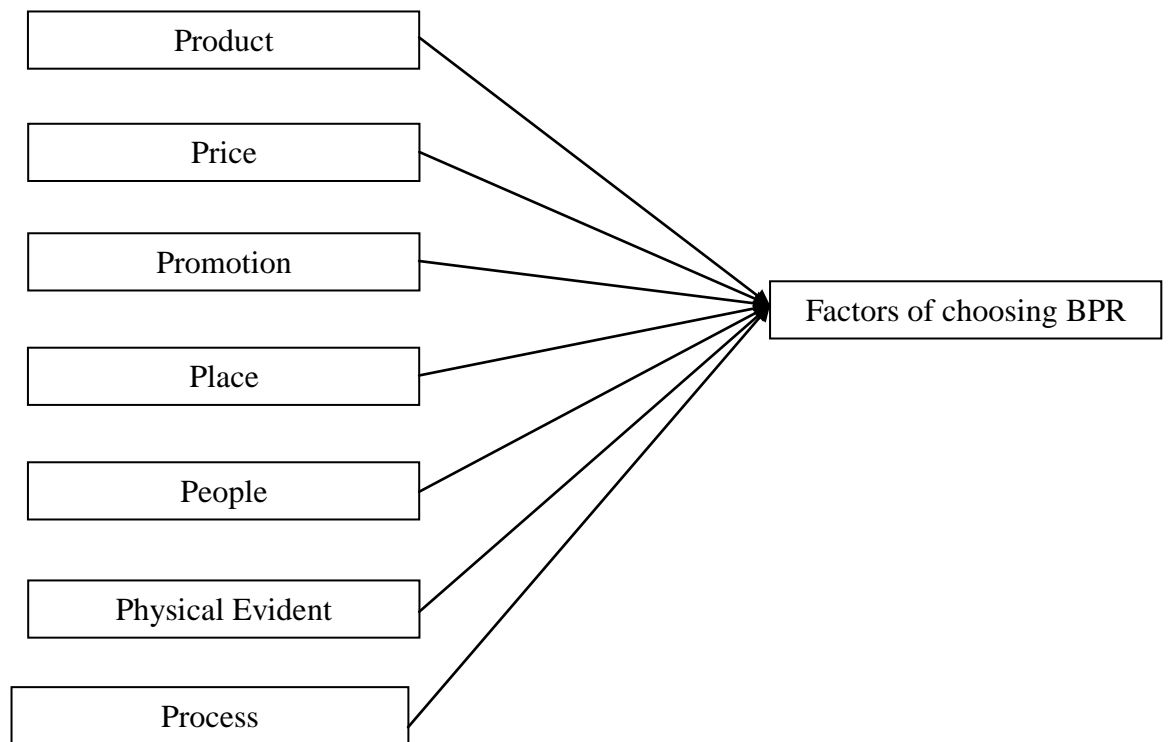 Product
Price
Promotion
Factors of choosing BPR
Place
People
Physical Evident
Process